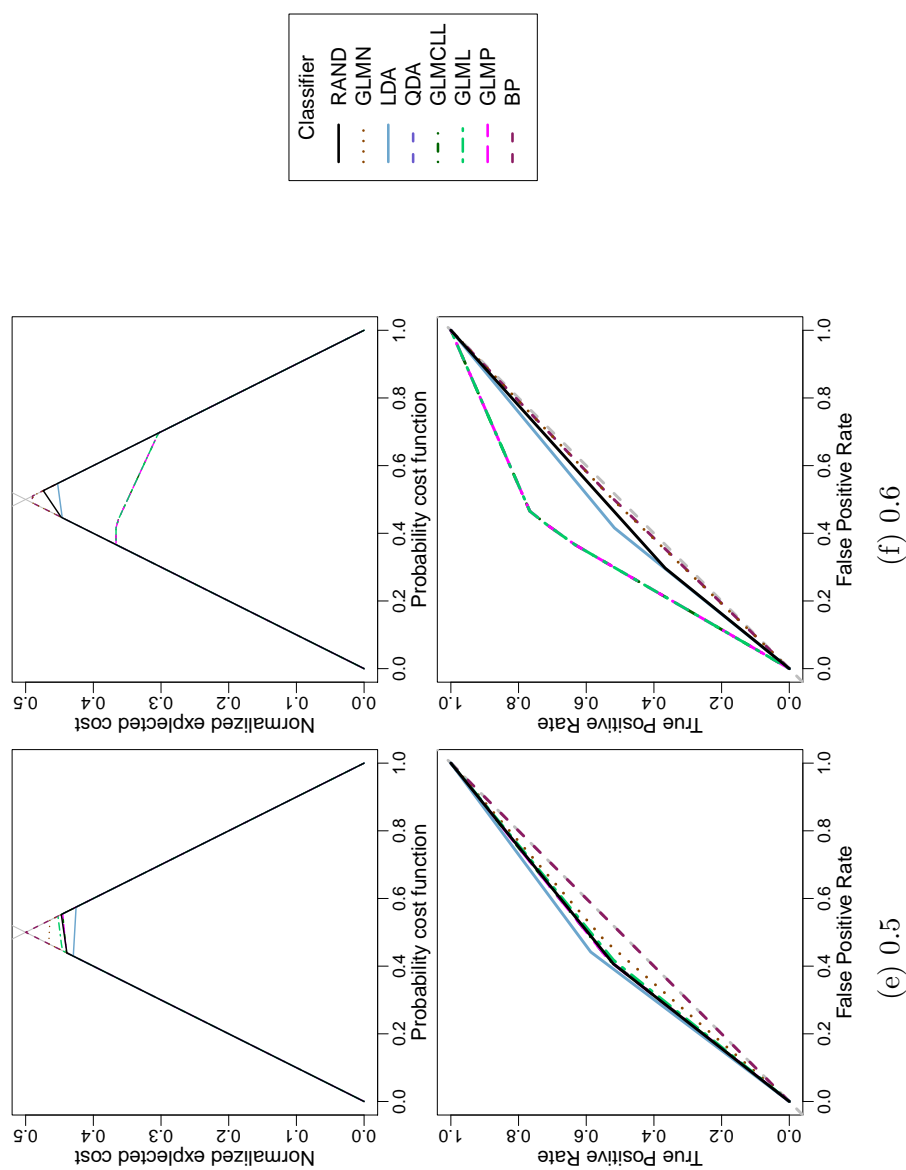 Normalized explected cost
0.0 0.1 0.2 0.3 0.4 0.5
0.0 0.2 0.4 0.6 0.8 1.0
Probability cost function
True Positive Rate
0.0 0.2 0.4 0.6 0.8 1.0
0.0 0.2 0.4 0.6 0.8 1.0
False Positive Rate
(e) 0.5
Normalized explected cost
0.0 0.1 0.2 0.3 0.4 0.5
0.0 0.2 0.4 0.6 0.8 1.0
Probability cost function
True Positive Rate
0.0 0.2 0.4 0.6 0.8 1.0
0.0 0.2 0.4 0.6 0.8 1.0
False Positive Rate
(f) 0.6
Classifier
RAND
GLMN
LDA
QDA
GLMCLL
GLML
GLMP
BP